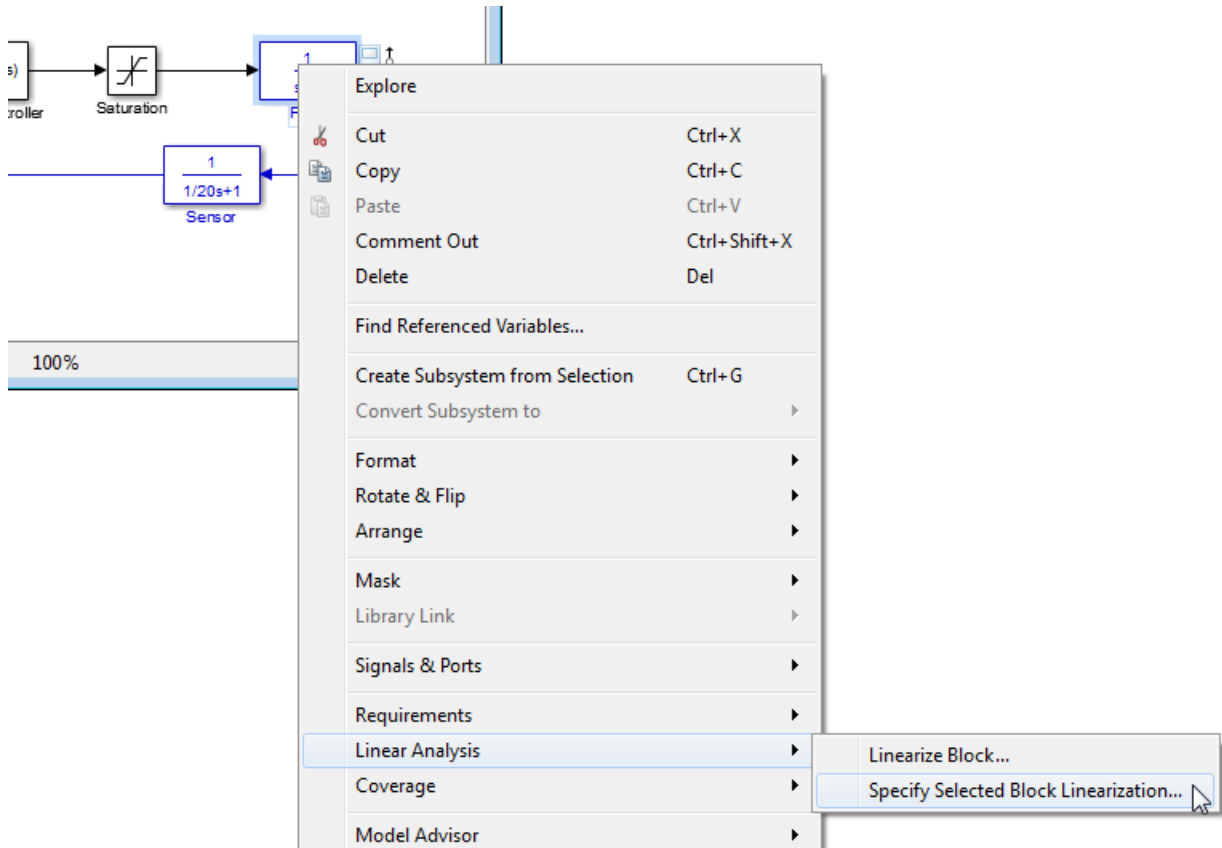 s)
roller
Saturation
1
s
P
1
1/20s+1
Sensor
100%
Explore
Cut Ctrl+X
Copy Ctrl+C
Paste Ctrl+V
Comment Out Ctrl+Shift+X
Delete Del
Find Referenced Variables...
Create Subsystem from Selection Ctrl+G
Convert Subsystem to
Format
Rotate & Flip
Arrange
Mask
Library Link
Signals & Ports
Requirements
Linear Analysis
Linearize Block...
Coverage
Specify Selected Block Linearization...
Model Advisor